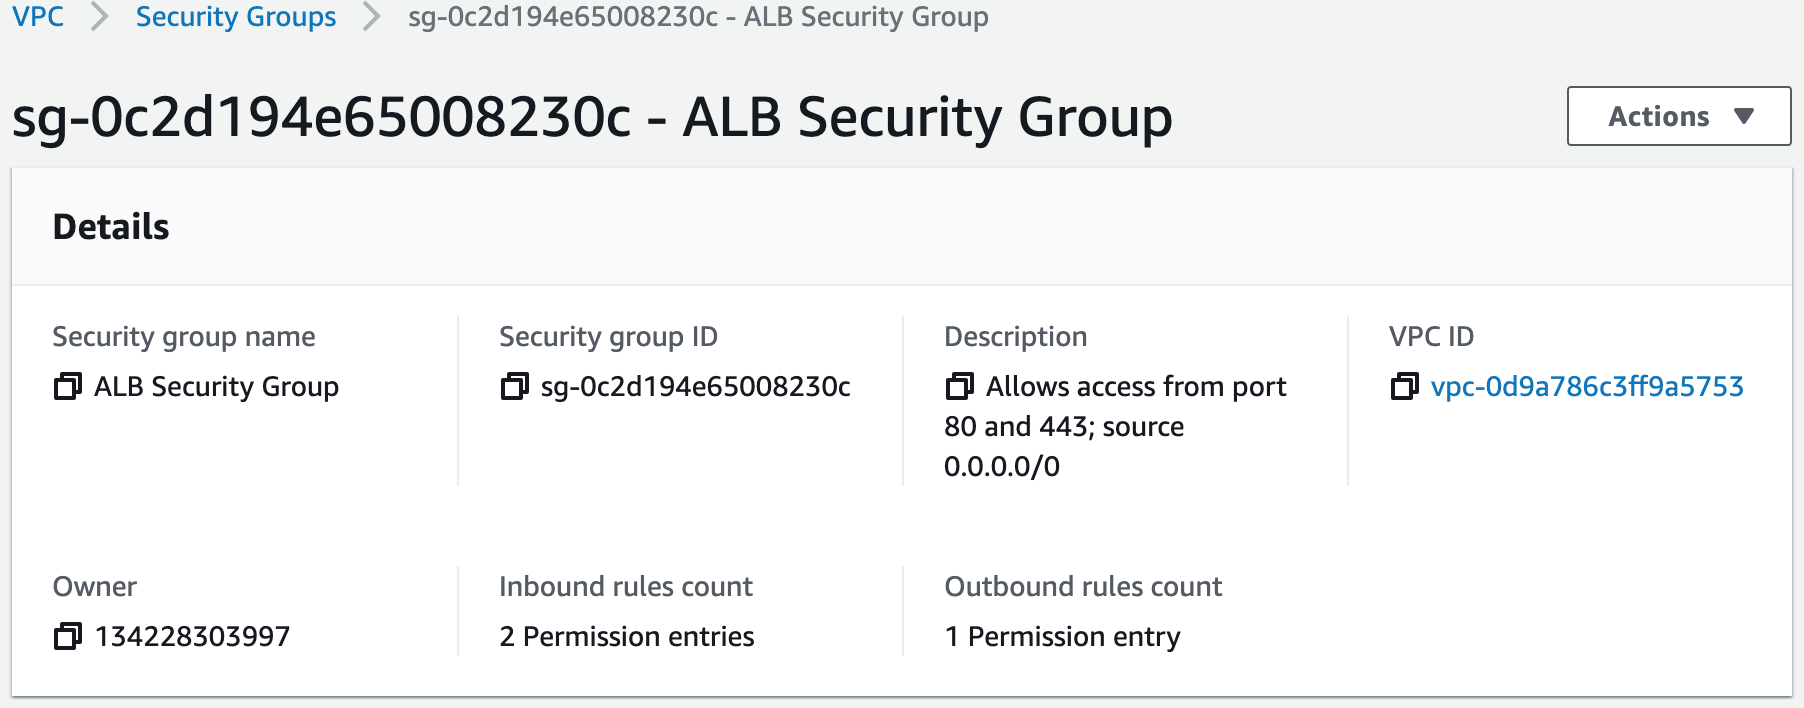 VPC > Security Groups > sg-0c2d194e65008230c - ALB Security Group
sg-0c2d194e65008230c - ALB Security Group
Actions
Details
Security group name
ALB Security Group
Security group ID
sg-0c2d194e65008230c
Description
Allows access from port
80 and 443; source
0.0.0.0/0
VPC ID
vpc-0d9a786c3ff9a5753
Owner
134228303997
Inbound rules count
2 Permission entries
Outbound rules count
1 Permission entry